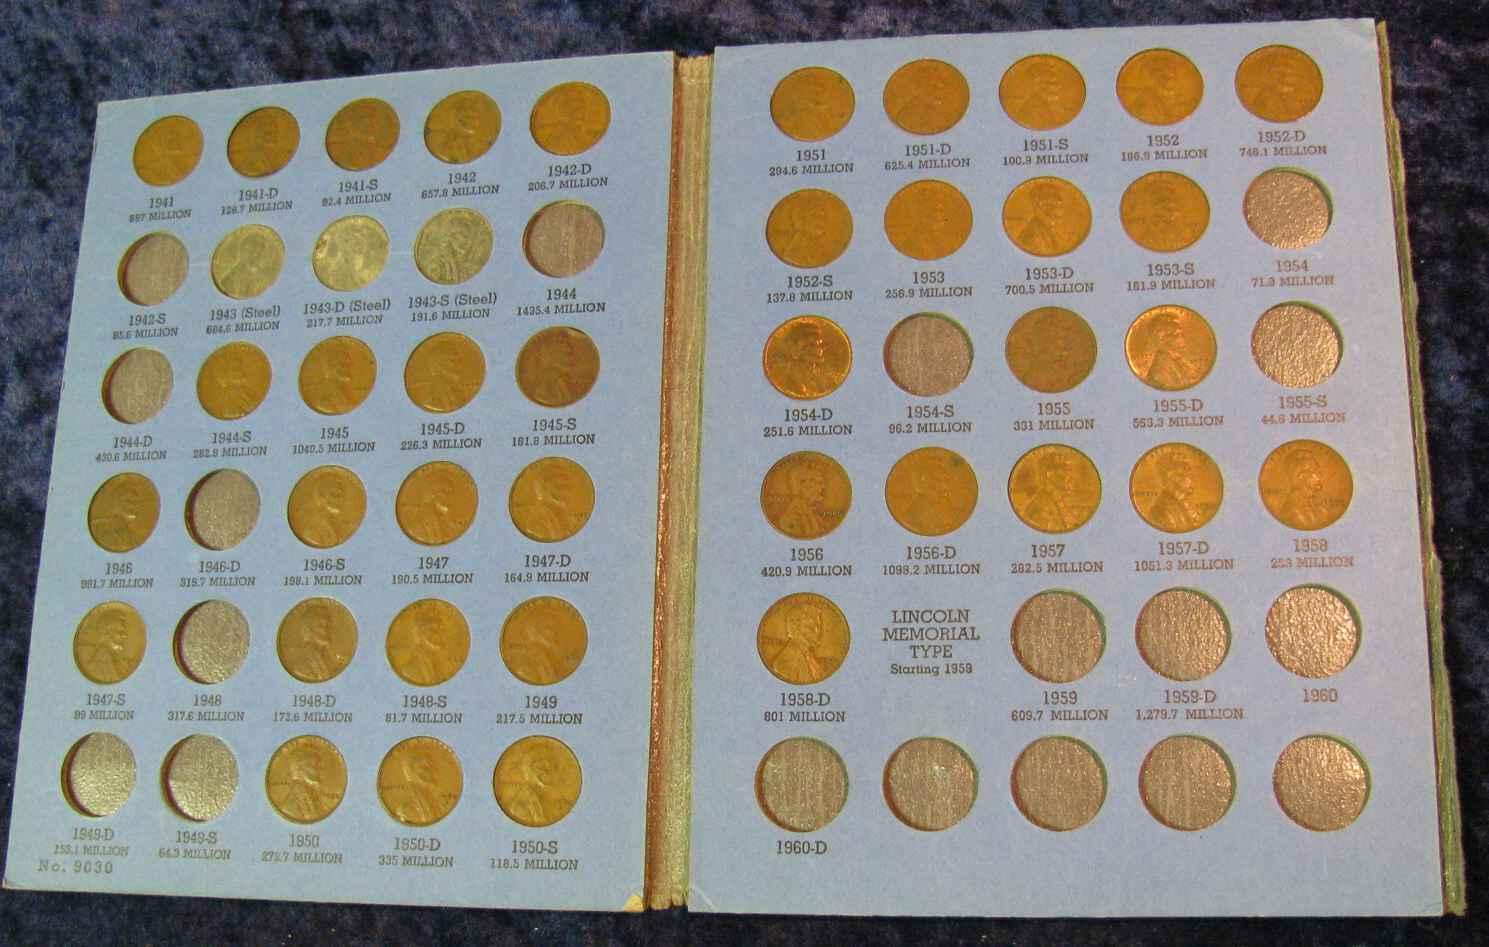 1941
887 MILLION
1941-D
128.7 MILLION
1941-S
92.4 MILLION
1942
657.8 MILLION
1942-D
206.7 MILLION
1942-S
85.6 MILLION
1943 (Steel)
684.6 MILLION
1943-D (Steel)
217.7 MILLION
1943-S (Steel)
191.6 MILLION
1944
1435.4 MILLION
1944-D
430.6 MILLION
1944-S
282.8 MILLION
1945
1040.5 MILLION
1945-D
226.3 MILLION
1945-S
181.8 MILLION
1946
991.7 MILLION
1946-D
315.7 MILLION
1946-S
198.1 MILLION
1947
190.5 MILLION
1947-D
164.9 MILLION
1947-S
99 MILLION
1948
317.6 MILLION
1948-D
172.6 MILLION
1948-S
81.7 MILLION
1949
217.5 MILLION
1949-D
153.1 MILLION
1949-S
64.3 MILLION
1950
272.7 MILLION
1950-D
335 MILLION
1950-S
118.5 MILLION
No. 9030
1951
294.6 MILLION
1951-D
625.4 MILLION
1951-S
100.9 MILLION
1952
186.9 MILLION
1952-D
746.1 MILLION
1952-S
137.8 MILLION
1953
256.9 MILLION
1953-D
700.5 MILLION
1953-S
181.9 MILLION
1954
71.9 MILLION
1954-D
251.6 MILLION
1954-S
96.2 MILLION
1955
331 MILLION
1955-D
563.3 MILLION
1955-S
44.6 MILLION
1956
420.9 MILLION
1956-D
1098.2 MILLION
1957
282.5 MILLION
1957-D
1051.3 MILLION
1958
253 MILLION
1958-D
801 MILLION
LINCOLN
MEMORIAL
TYPE
Starting 1959
1959
609.7 MILLION
1959-D
1,279.7 MILLION
1960
1960-D